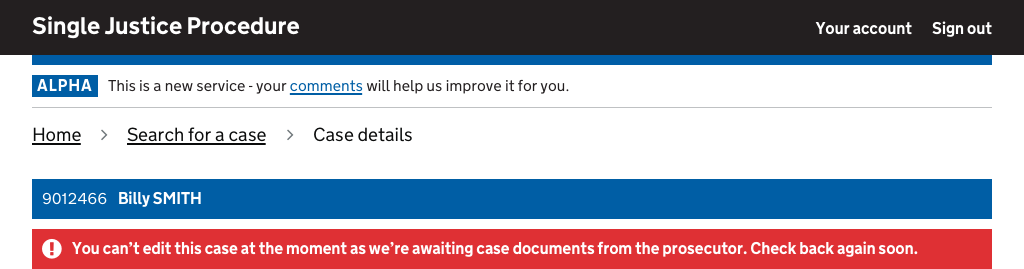 Single Justice Procedure
Your account Sign out
ALPHA This is a new service - your comments will help us improve it for you.
Home > Search for a case > Case details
9012466 Billy SMITH
! You can’t edit this case at the moment as we’re awaiting case documents from the prosecutor. Check back again soon.